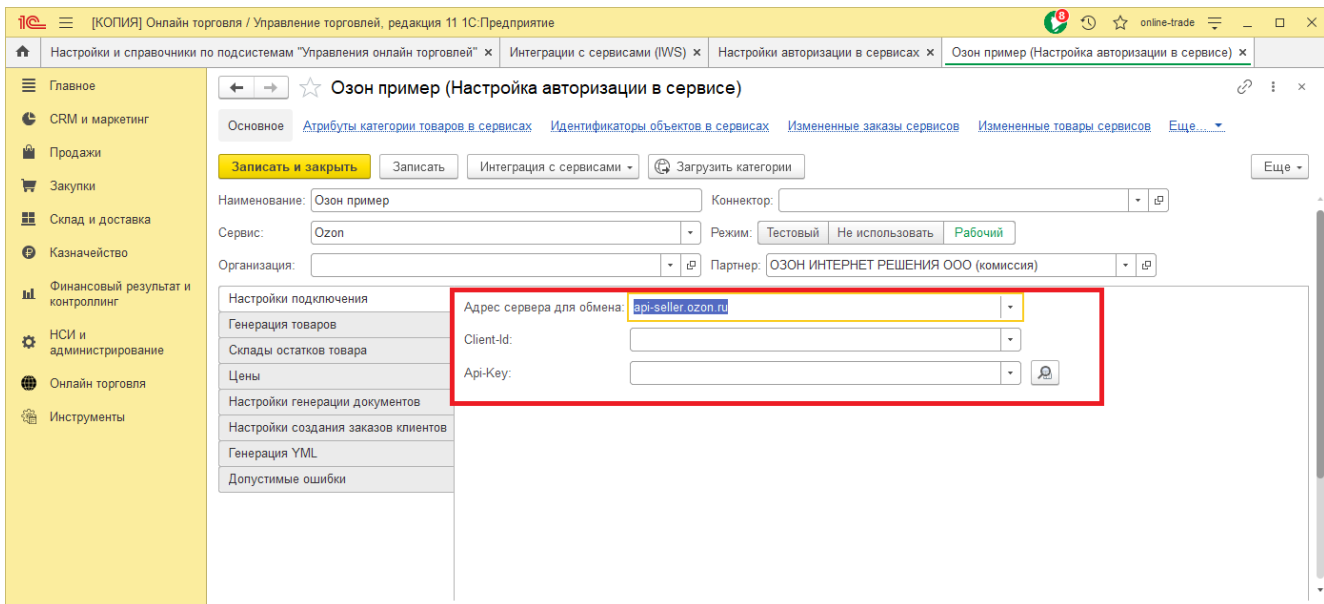 1С [КОПИЯ] Онлайн торговля / Управление торговлей, редакция 11 1С:Предприятие 8 online-trade
Настройки и справочники по подсистемам "Управления онлайн торговлей" × Интеграции с сервисами (IWS) × Настройки авторизации в сервисах × Озон пример (Настройка авторизации в сервисе) ×
Главное
CRM и маркетинг
Продажи
Закупки
Склад и доставка
Казначейство
Финансовый результат и
контроллинг
НСИ и
администрирование
Онлайн торговля
Инструменты
Озон пример (Настройка авторизации в сервисе)
Основное Атрибуты категории товаров в сервисах Идентификаторы объектов в сервисах Измененные заказы сервисов Измененные товары сервисов Еще...
Записать и закрыть Записать Интеграция с сервисами Загрузить категории Еще
Наименование: Озон пример Коннектор:
Сервис: Ozon Режим: Тестовый Не использовать Рабочий
Организация: Партнер: ОЗОН ИНТЕРНЕТ РЕШЕНИЯ ООО (комиссия)
Настройки подключения
Генерация товаров
Склады остатков товара
Цены
Настройки генерации документов
Настройки создания заказов клиентов
Генерация YML
Допустимые ошибки
Адрес сервера для обмена: api-seller.ozon.ru
Client-Id:
Api-Key: